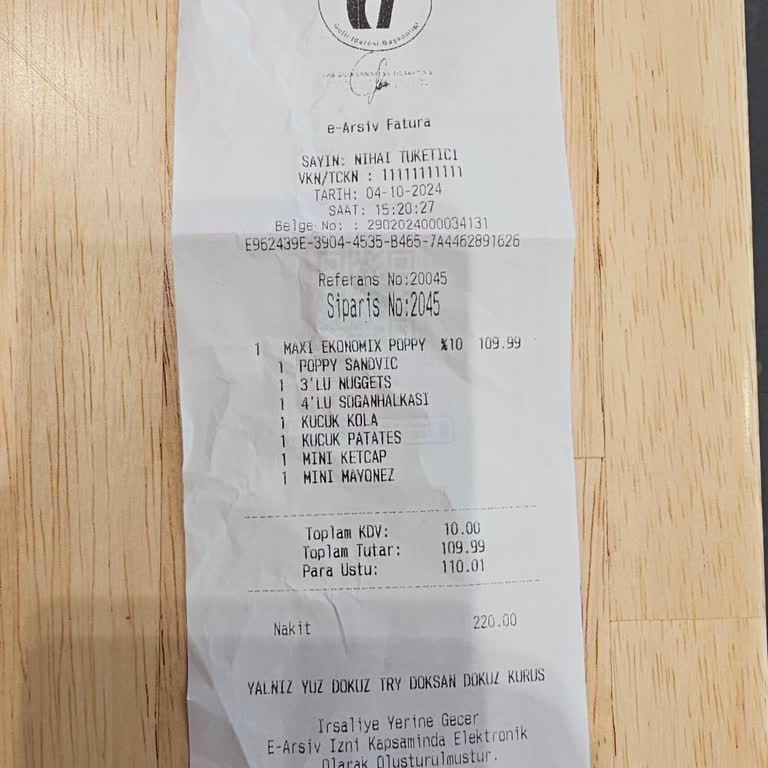 Gelir İdaresi Başkanlığı
e-Arsiv Fatura
SAYIN: NIHAI TUKETICI
VKN/TCKN : 11111111111
TARIH: 04-10-2024
SAAT: 15:20:27
Belge No: : 2902024000034131
E962439E-3904-4535-B465-7A4462891626
Referans No:20045
Siparis No:2045
1 MAXI EKONOMIX POPPY %10 109.99
1 POPPY SANDVIC
1 3'LU NUGGETS
1 4'LU SOGANHALKASI
1 KUCUK KOLA
1 KUCUK PATATES
1 MINI KETCAP
1 MINI MAYONEZ
Toplam KDV: 10.00
Toplam Tutar: 109.99
Para Ustu: 110.01
Nakit 220.00
YALNIZ YUZ DOKUZ TRY DOKSAN DOKUZ KURUS
Irsaliye Yerine Gecer
E-Arsiv Izni Kapsaminda Elektronik
Olarak Olusturulmustur.